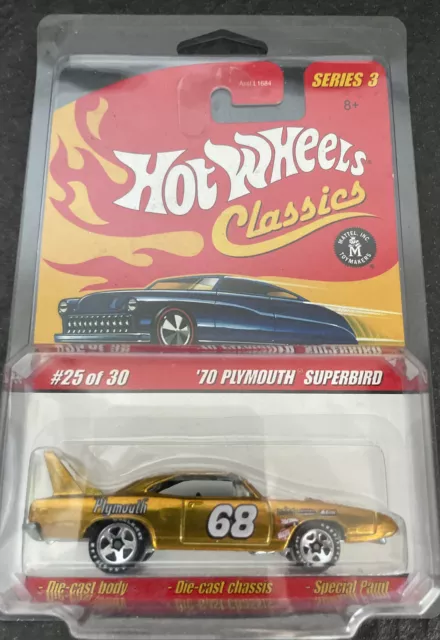 SERIES 3
8+
Hot Wheels
Classics
MATTEL, INC.
M
TOYMAKERS
#25 of 30
'70 PLYMOUTH SUPERBIRD
Plymouth
68
Die-cast body
Die-cast chassis
Special Paint